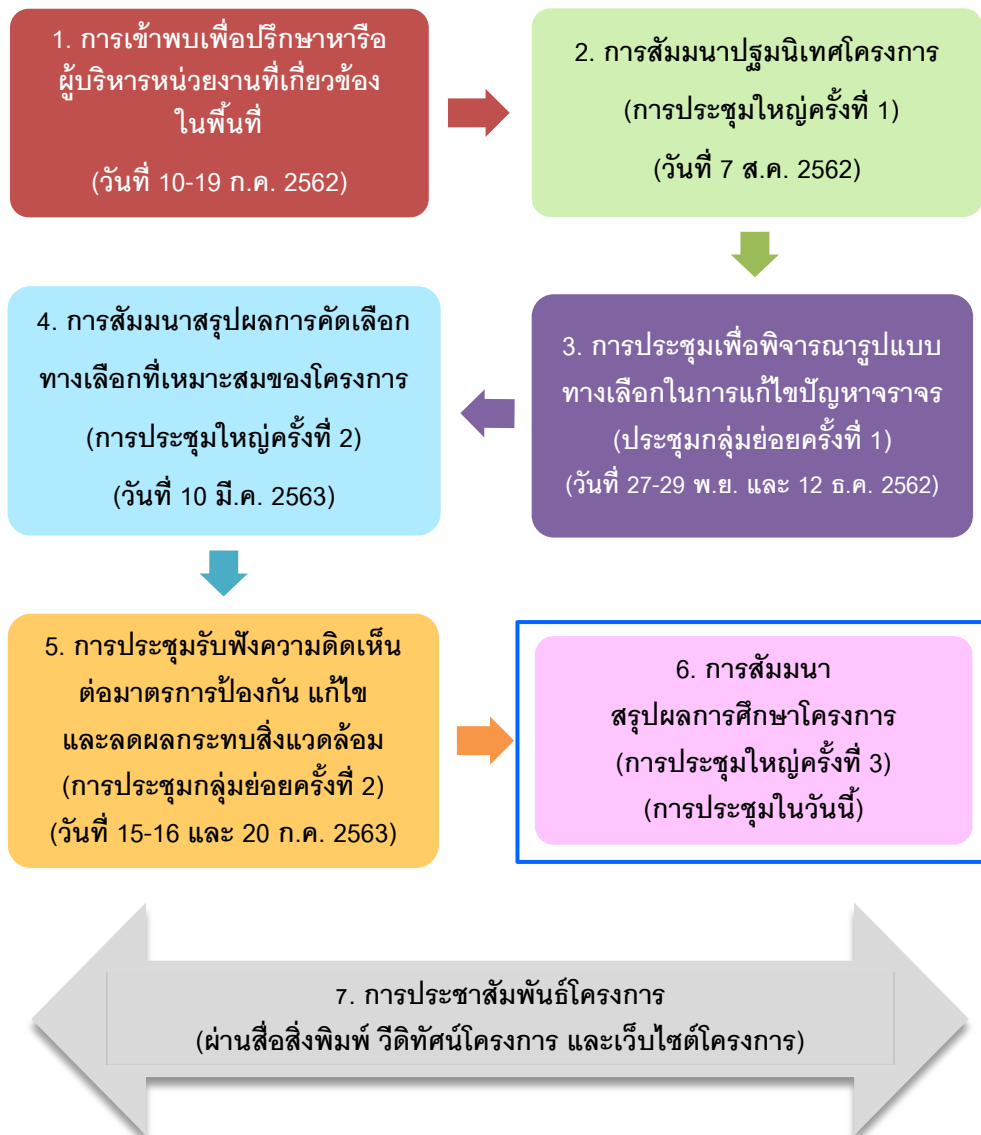 1. การเข้าพบเพื่อปรึกษาหารือ
ผู้บริหารหน่วยงานที่เกี่ยวข้อง
ในพื้นที่
(วันที่ 10-19 ก.ค. 2562)
2. การสัมมนาปฐมนิเทศโครงการ
(การประชุมใหญ่ครั้งที่ 1)
(วันที่ 7 ส.ค. 2562)
3. การประชุมเพื่อพิจารณารูปแบบ
ทางเลือกในการแก้ไขปัญหาจราจร
(ประชุมกลุ่มย่อยครั้งที่ 1)
(วันที่ 27-29 พ.ย. และ 12 ธ.ค. 2562)
4. การสัมมนาสรุปผลการคัดเลือก
ทางเลือกที่เหมาะสมของโครงการ
(การประชุมใหญ่ครั้งที่ 2)
(วันที่ 10 มี.ค. 2563)
5. การประชุมรับฟังความดิดเห็น
ต่อมาตรการป้องกัน แก้ไข
และลดผลกระทบสิ่งแวดล้อม
(การประชุมกลุ่มย่อยครั้งที่ 2)
(วันที่ 15-16 และ 20 ก.ค. 2563)
6. การสัมมนา
สรุปผลการศึกษาโครงการ
(การประชุมใหญ่ครั้งที่ 3)
(การประชุมในวันนี้)
7. การประชาสัมพันธ์โครงการ
(ผ่านสื่อสิ่งพิมพ์ วีดิทัศน์โครงการ และเว็บไซต์โครงการ)